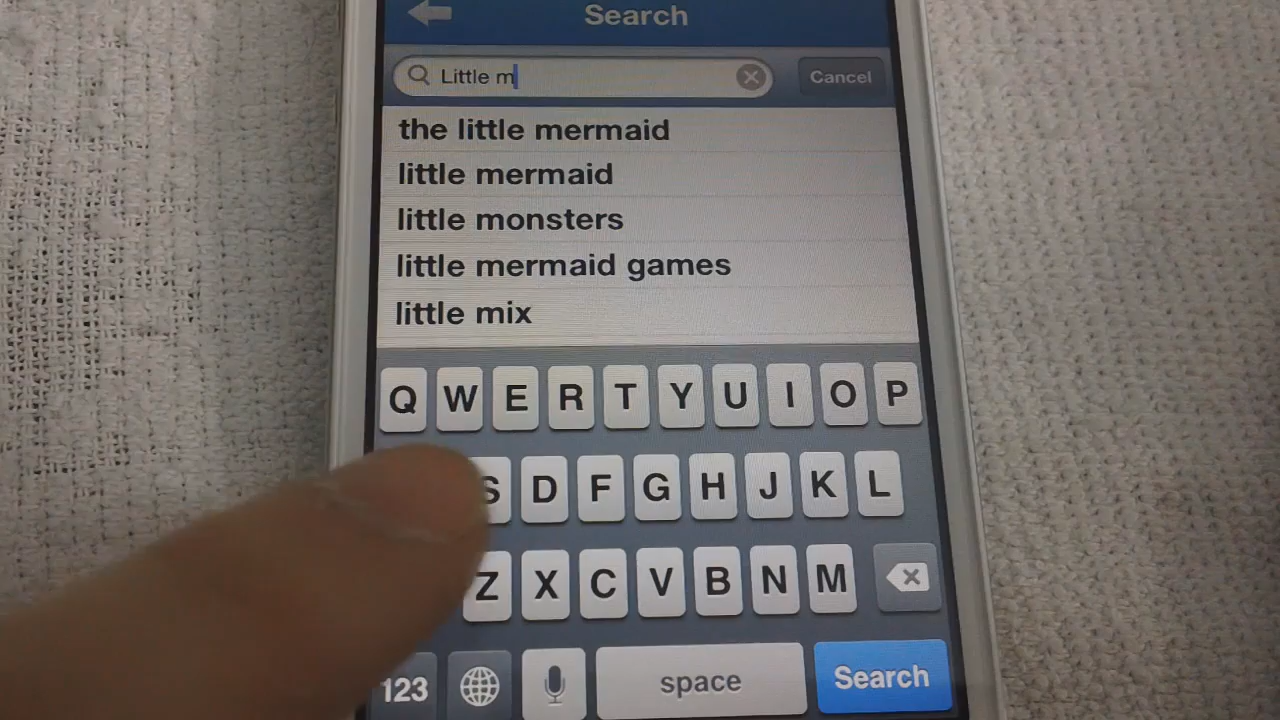 Search
Little m Cancel
the little mermaid
little mermaid
little monsters
little mermaid games
little mix
Q W E R T Y U I O P
S D F G H J K L
Z X C V B N M
123 space Search